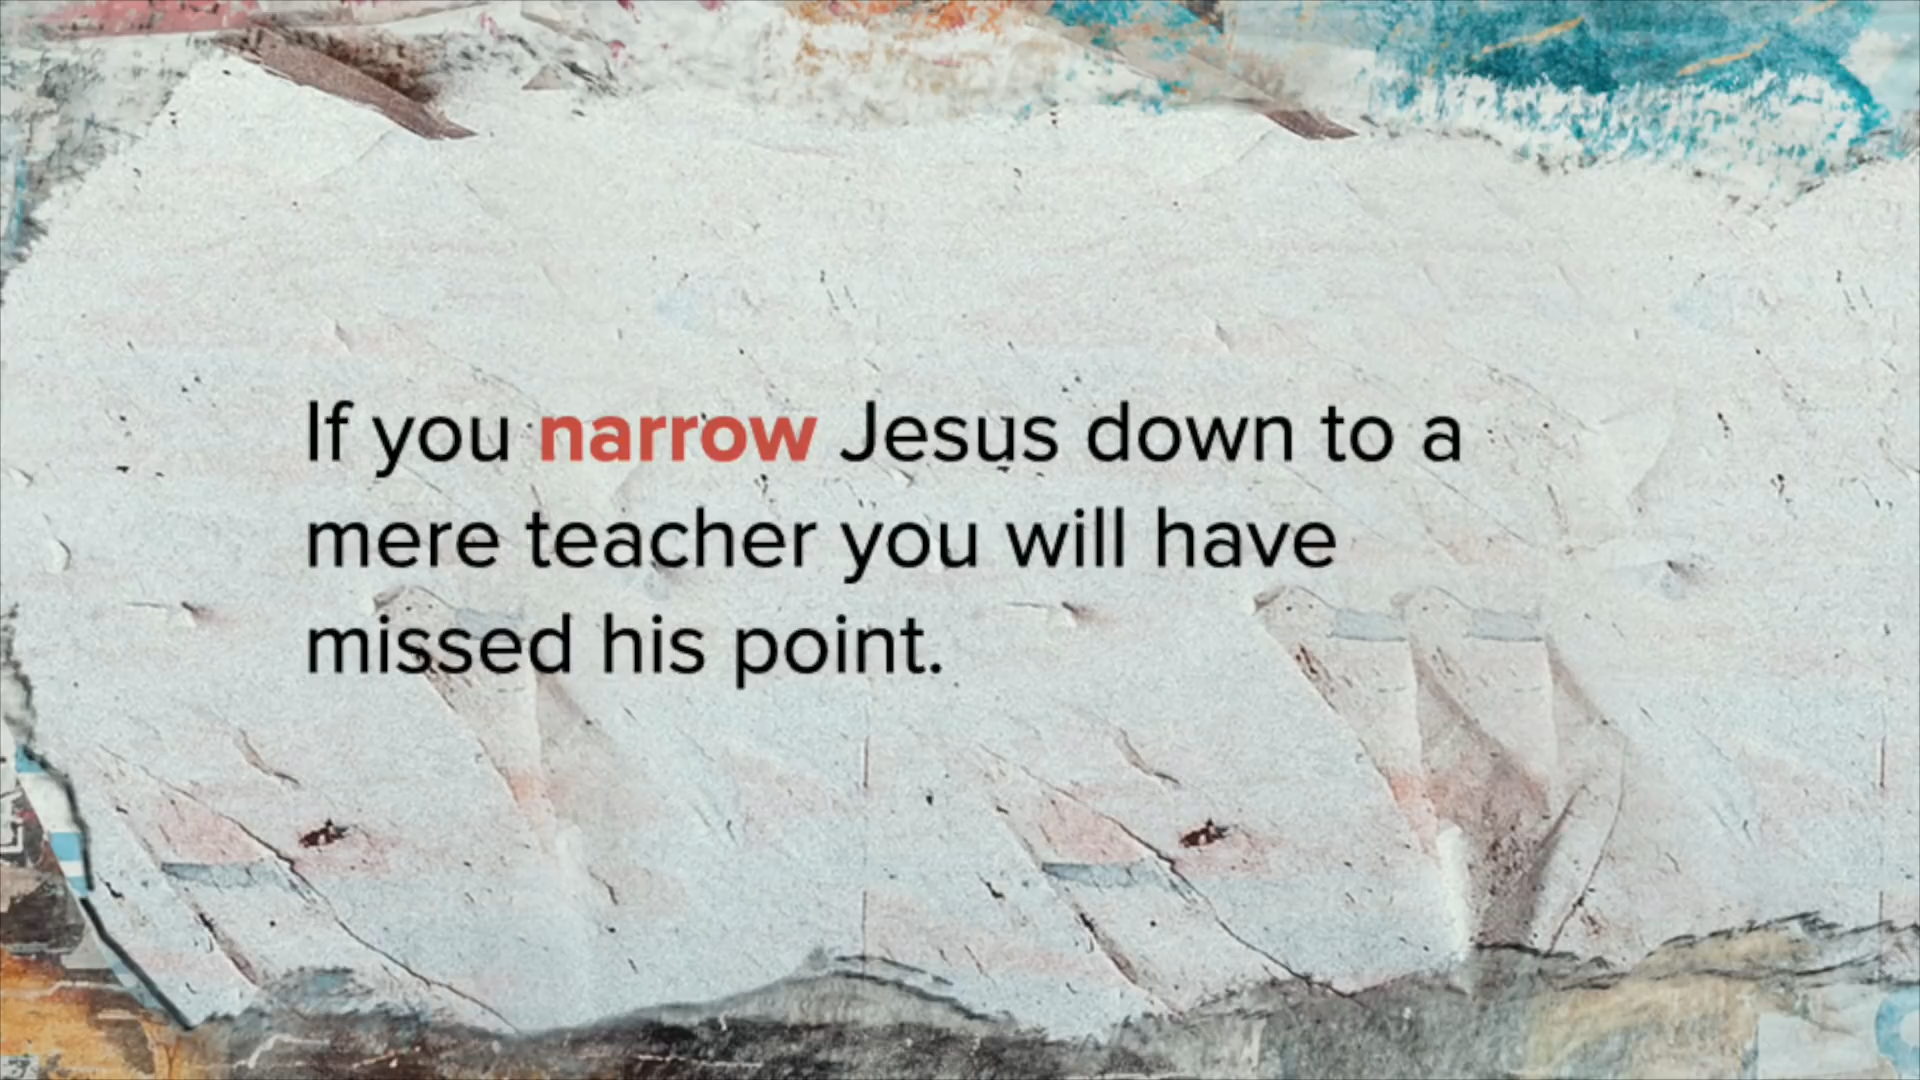 If you narrow Jesus down to a
mere teacher you will have
missed his point.